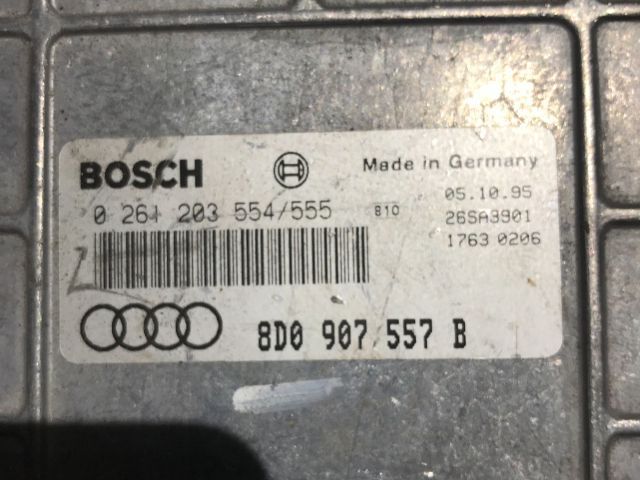 BOSCH
Made in Germany
0 261 203 554/555
810
05.10.95
26SA3901
1763 0206
8D0 907 557 B